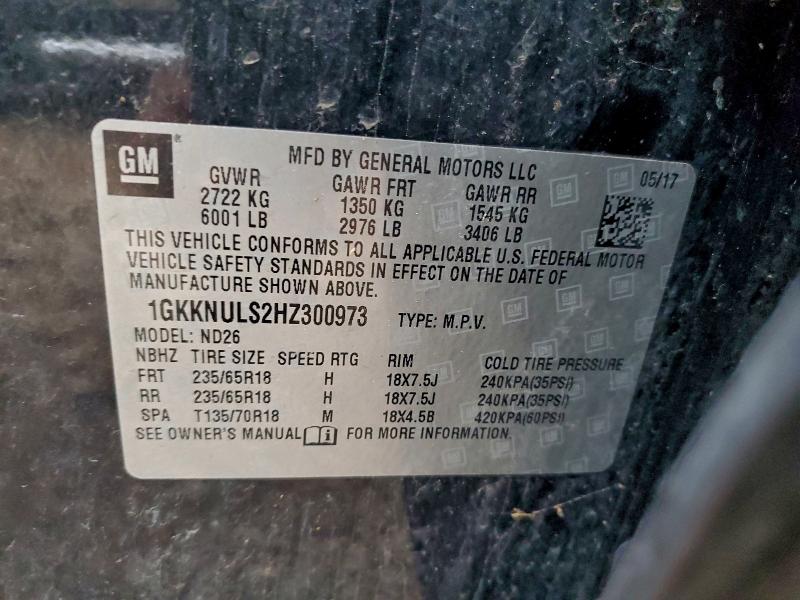 GM
MFD BY GENERAL MOTORS LLC
05/17
GVWR GAWR FRT GAWR RR
2722 KG 1350 KG 1545 KG
6001 LB 2976 LB 3406 LB
THIS VEHICLE CONFORMS TO ALL APPLICABLE U.S. FEDERAL MOTOR
VEHICLE SAFETY STANDARDS IN EFFECT ON THE DATE OF
MANUFACTURE SHOWN ABOVE.
1GKKNULS2HZ300973 TYPE: M.P.V.
MODEL: ND26
NBHZ TIRE SIZE SPEED RTG RIM COLD TIRE PRESSURE
FRT 235/65R18 H 18X7.5J 240KPA(35PSI)
RR 235/65R18 H 18X7.5J 240KPA(35PSI)
SPA T135/70R18 M 18X4.5B 420KPA(60PSI)
SEE OWNER'S MANUAL i FOR MORE INFORMATION.